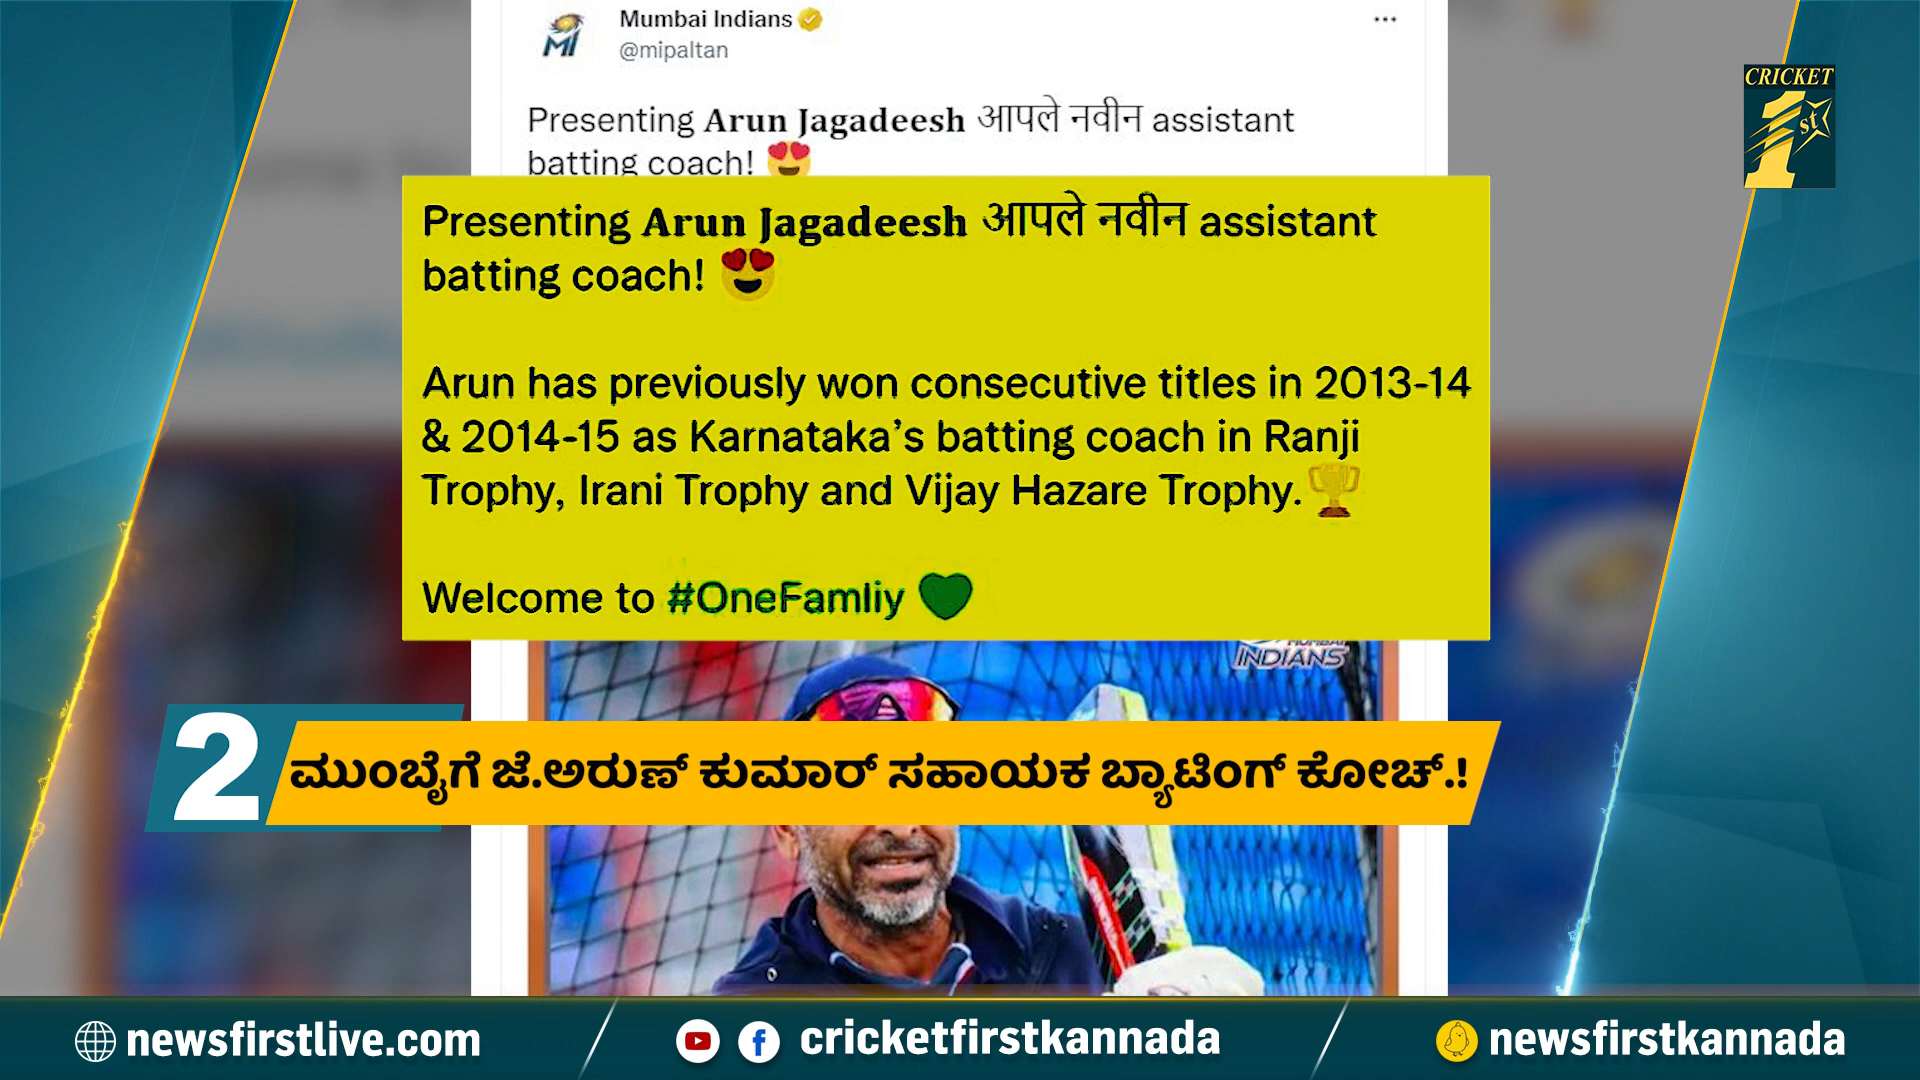 Mumbai Indians
@mipaltan
MI
Presenting Arun Jagadeesh आपले नवीन assistant
batting coach! 😍
Presenting Arun Jagadeesh आपले नवीन assistant
batting coach! 😍
Arun has previously won consecutive titles in 2013-14
& 2014-15 as Karnataka’s batting coach in Ranji
Trophy, Irani Trophy and Vijay Hazare Trophy.🏆
Welcome to #OneFamliy 💚
CRICKET
1st
MUMBAI
INDIANS
2
ಮುಂಬೈಗೆ ಜೆ.ಅರುಣ್ ಕುಮಾರ್ ಸಹಾಯಕ ಬ್ಯಾಟಿಂಗ್ ಕೋಚ್.!
newsfirstlive.com
cricketfirstkannada
newsfirstkannada